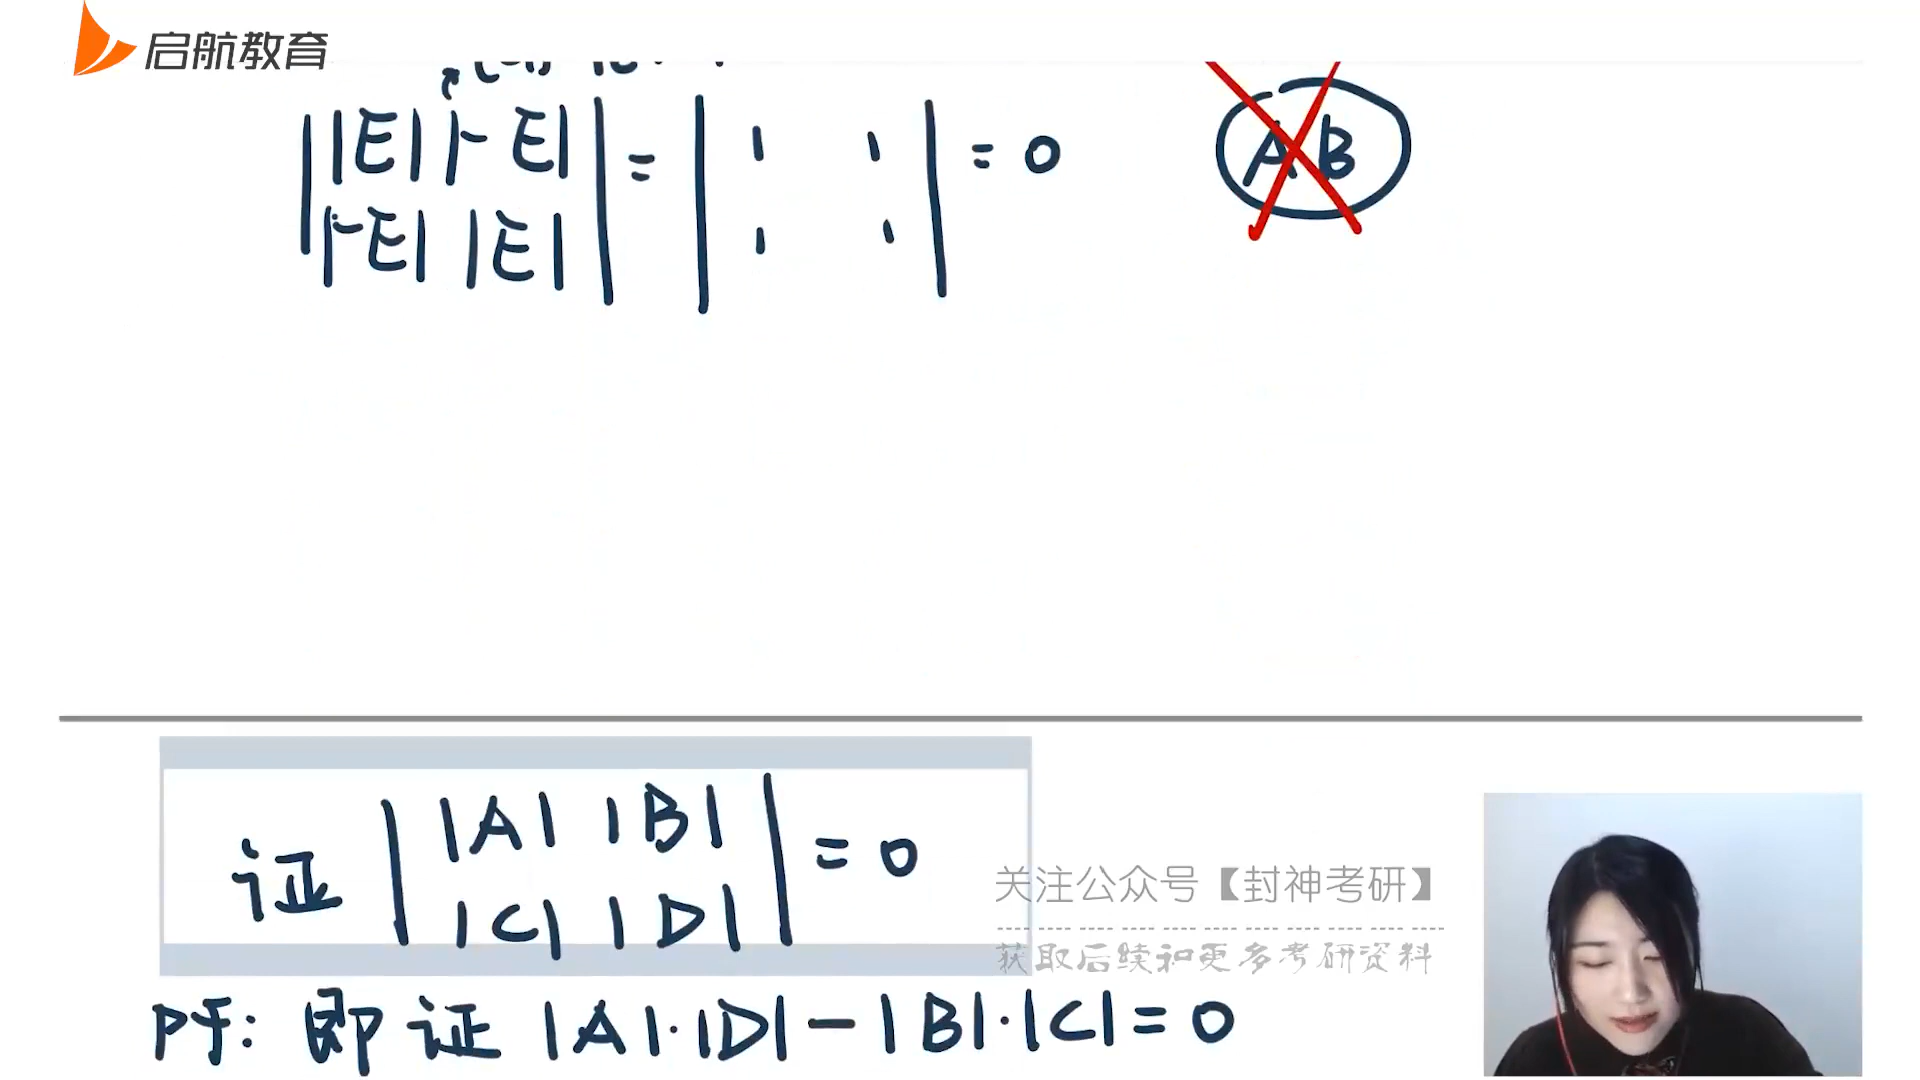 启航教育
| |E| |-E| | = | 1 1 | = 0
| |-E| |E| | | 1 1 |
AB
证 | |A| |B| | = 0
| |C| |D| |
关注公众号【封神考研】
获取后续和更多考研资料
Pf: 即证 |A|·|D| - |B|·|C| = 0